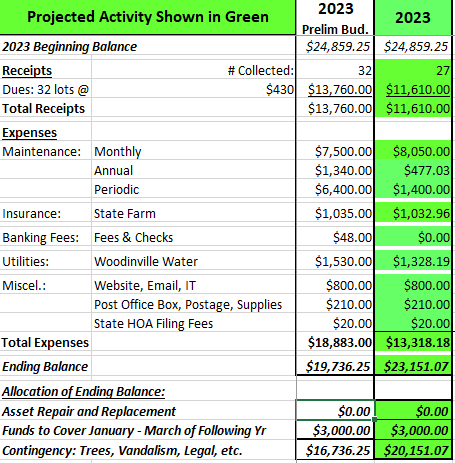 Projected Activity Shown in Green 2023 Prelim Bud. 2023
2023 Beginning Balance $24,859.25 $24,859.25
Receipts # Collected: 32 27
Dues: 32 lots @ $430 $13,760.00 $11,610.00
Total Receipts $13,760.00 $11,610.00
Expenses
Maintenance: Monthly $7,500.00 $8,050.00
Annual $1,340.00 $477.03
Periodic $6,400.00 $1,400.00
Insurance: State Farm $1,035.00 $1,032.96
Banking Fees: Fees & Checks $48.00 $0.00
Utilities: Woodinville Water $1,530.00 $1,328.19
Miscel.: Website, Email, IT $800.00 $800.00
Post Office Box, Postage, Supplies $210.00 $210.00
State HOA Filing Fees $20.00 $20.00
Total Expenses $18,883.00 $13,318.18
Ending Balance $19,736.25 $23,151.07
Allocation of Ending Balance:
Asset Repair and Replacement $0.00 $0.00
Funds to Cover January - March of Following Yr $3,000.00 $3,000.00
Contingency: Trees, Vandalism, Legal, etc. $16,736.25 $20,151.07